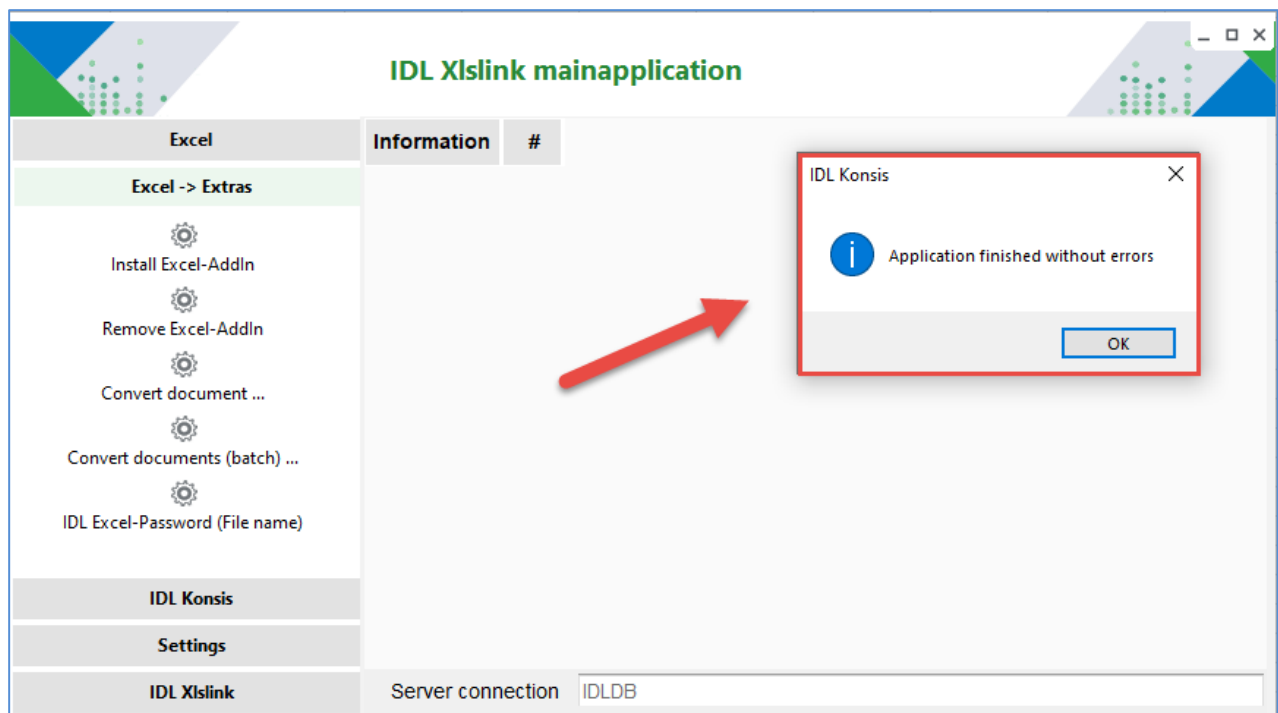 IDL Xlslink mainapplication
Excel
Excel -> Extras
Install Excel-AddIn
Remove Excel-AddIn
Convert document ...
Convert documents (batch) ...
IDL Excel-Password (File name)
IDL Konsis
Settings
IDL Xlslink
Information #
IDL Konsis
Application finished without errors
OK
Server connection IDLDB